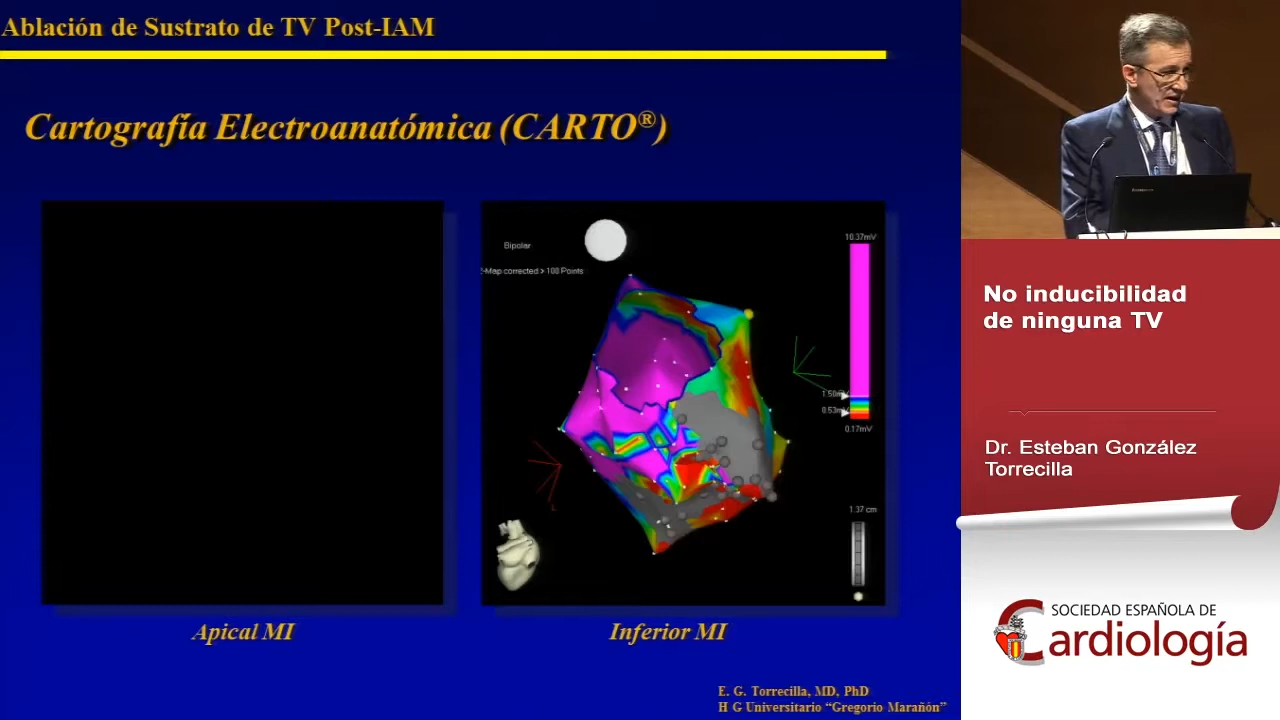 Ablación de Sustrato de TV Post-IAM
Cartografía Electroanatómica (CARTO®)
Bipolar
-Map corrected > 100 Points
1.50mV
0.53mV
0.17mV
1.37 cm
Apical MI
Inferior MI
E. G. Torrecilla, MD, PhD
H G Universitario “Gregorio Marañón”
No inducibilidad
de ninguna TV
Dr. Esteban González
Torrecilla
SOCIEDAD ESPAÑOLA DE
Cardiología